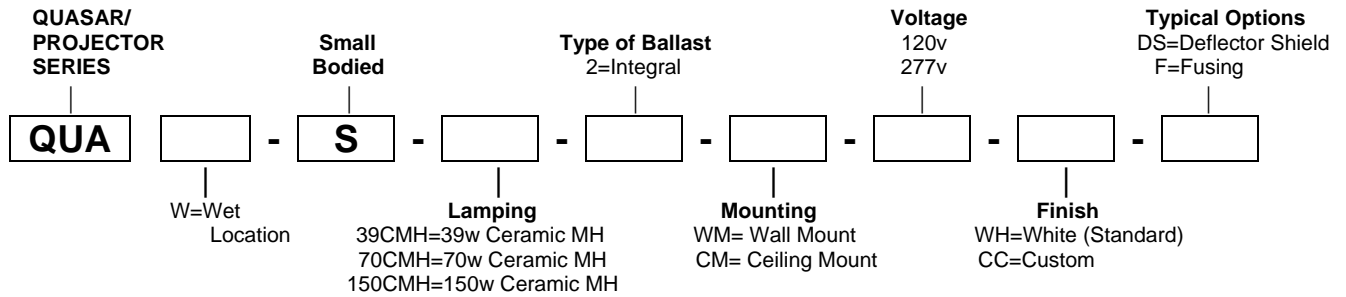 QUASAR/
PROJECTOR
SERIES
Small
Bodied
Type of Ballast
2=Integral
Voltage
120v
277v
Typical Options
DS=Deflector Shield
F=Fusing
QUA - S - - - - - -
W=Wet
Location
Lamping
39CMH=39w Ceramic MH
70CMH=70w Ceramic MH
150CMH=150w Ceramic MH
Mounting
WM= Wall Mount
CM= Ceiling Mount
Finish
WH=White (Standard)
CC=Custom